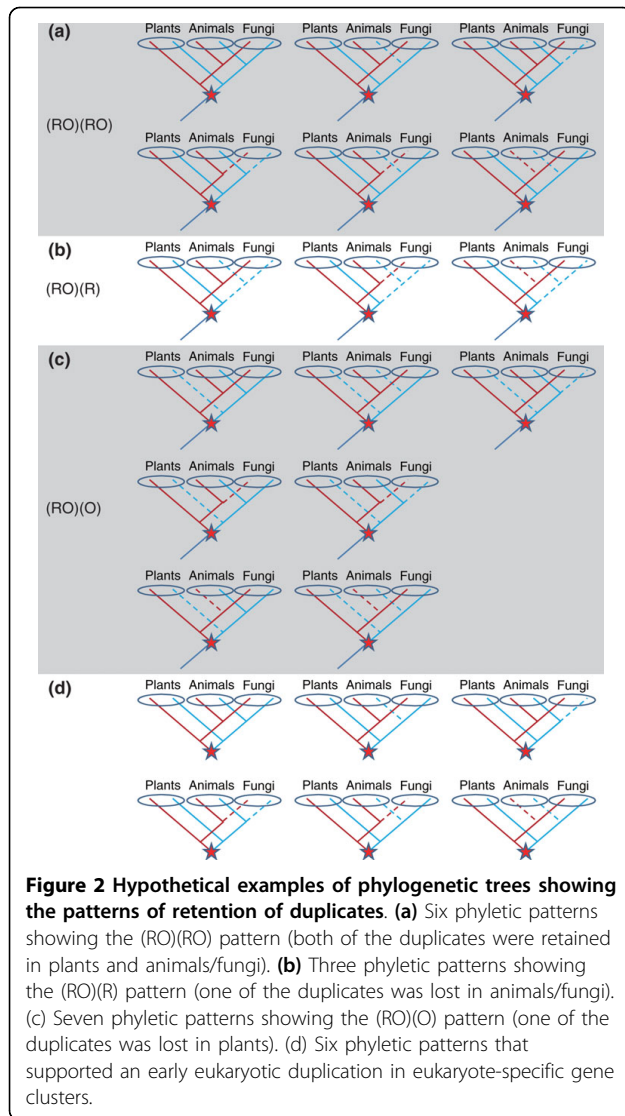 (a)
Plants Animals Fungi Plants Animals Fungi Plants Animals Fungi
(RO)(RO)
Plants Animals Fungi Plants Animals Fungi Plants Animals Fungi
(b)
Plants Animals Fungi Plants Animals Fungi Plants Animals Fungi
(RO)(R)
(c)
Plants Animals Fungi Plants Animals Fungi Plants Animals Fungi
Plants Animals Fungi Plants Animals Fungi
(RO)(O)
Plants Animals Fungi Plants Animals Fungi
(d)
Plants Animals Fungi Plants Animals Fungi Plants Animals Fungi
Plants Animals Fungi Plants Animals Fungi Plants Animals Fungi
Figure 2 Hypothetical examples of phylogenetic trees showing
the patterns of retention of duplicates. (a) Six phyletic patterns
showing the (RO)(RO) pattern (both of the duplicates were retained
in plants and animals/fungi). (b) Three phyletic patterns showing
the (RO)(R) pattern (one of the duplicates was lost in animals/fungi).
(c) Seven phyletic patterns showing the (RO)(O) pattern (one of the
duplicates was lost in plants). (d) Six phyletic patterns that
supported an early eukaryotic duplication in eukaryote-specific gene
clusters.